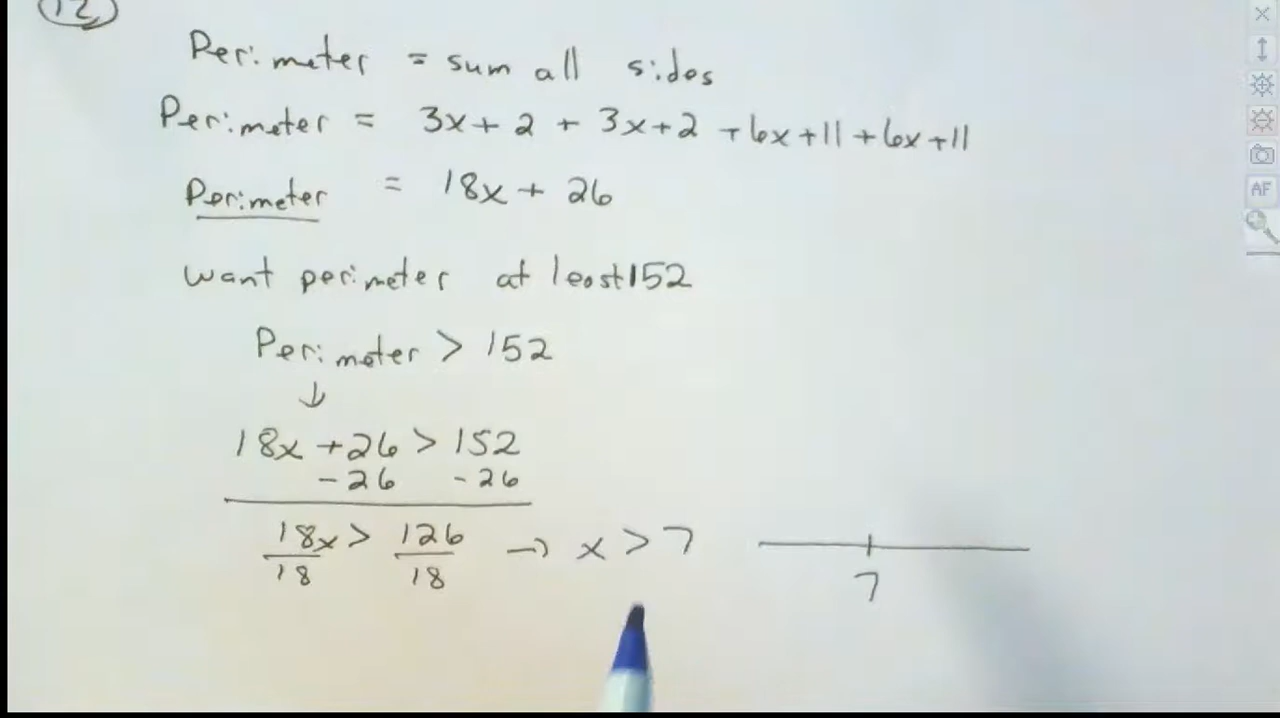 12
Perimeter = sum all sides
Perimeter = 3x + 2 + 3x + 2 + 6x + 11 + 6x + 11
Perimeter = 18x + 26
want perimeter at least 152
Perimeter > 152
↓
18x + 26 > 152
- 26 - 26
18x > 126 → x > 7
18 18
7
AF